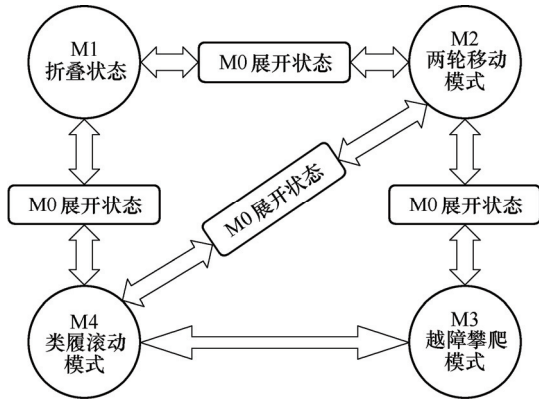 M1
折叠状态
M0 展开状态
M2
两轮移动
模式
M0 展开状态
M0 展开状态
M0 展开状态
M4
类履滚动
模式
M3
越障攀爬
模式